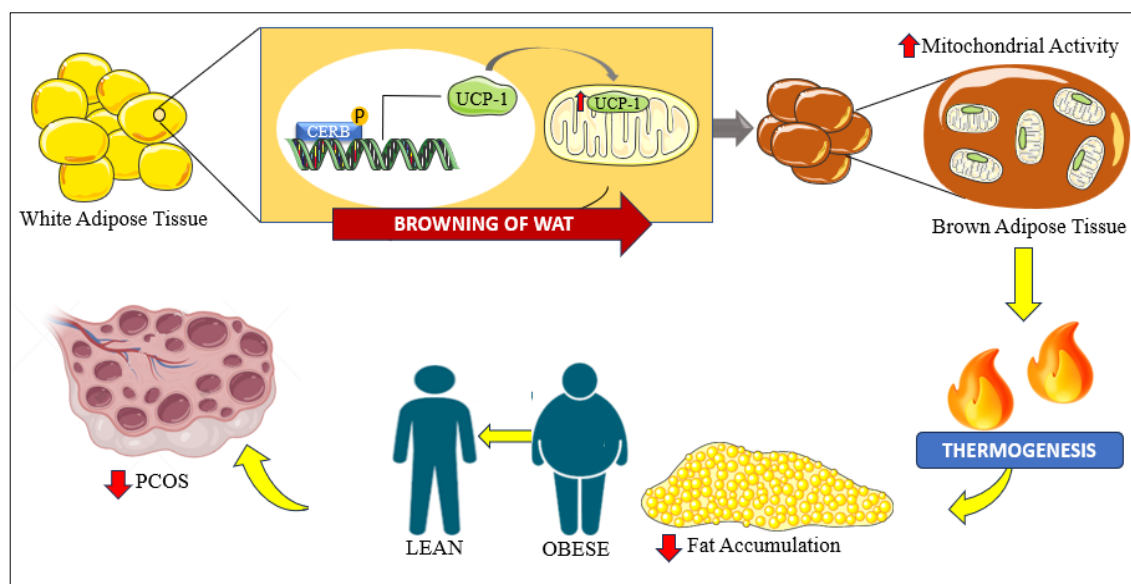 Mitochondrial Activity
P
CERB
UCP-1
UCP-1
White Adipose Tissue
BROWNING OF WAT
Brown Adipose Tissue
THERMOGENESIS
PCOS
LEAN
OBESE
Fat Accumulation